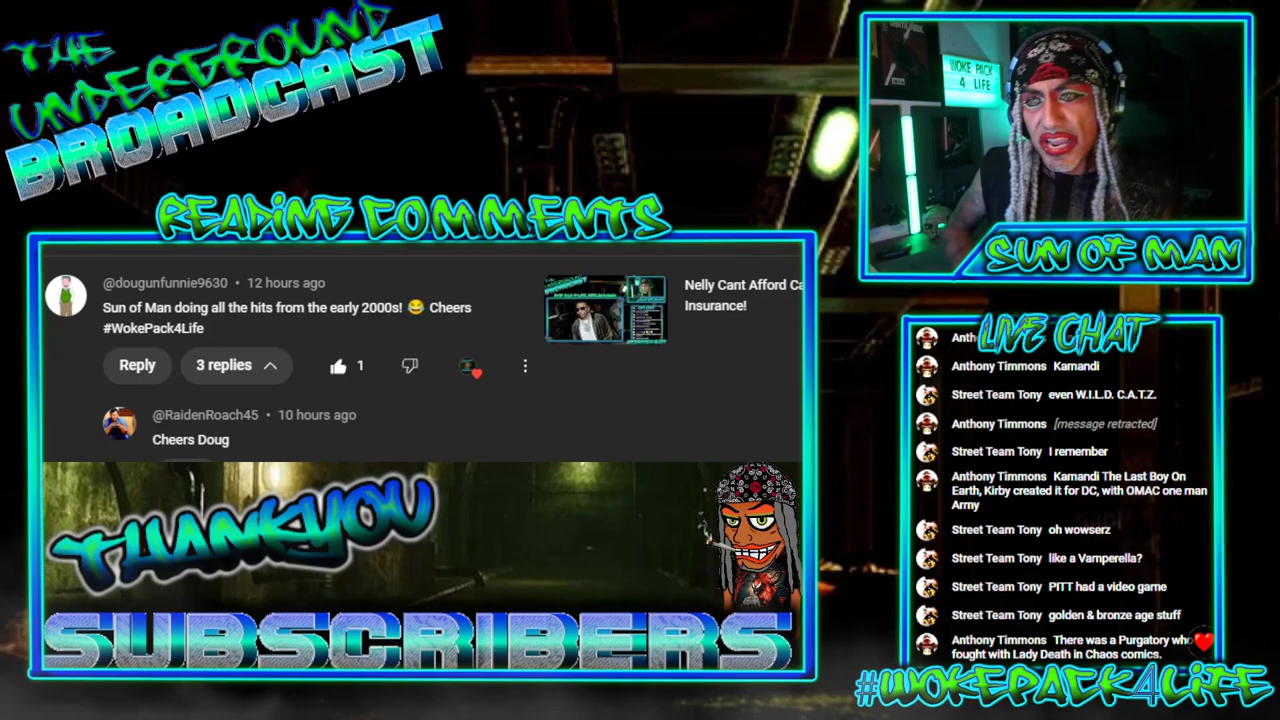 THE
UNDERGROUND
BROADCAST
READING COMMENTS
@dougunfunnie9630 • 12 hours ago
Sun of Man doing all the hits from the early 2000s! 😂 Cheers
#WokePack4Life
Reply
3 replies
1
Nelly Cant Afford Ca
Insurance!
@RaidenRoach45 • 10 hours ago
Cheers Doug
THANKYOU
SUBSCRIBERS
WOKE PACK
4 LIFE
SUN OF MAN
LIVE CHAT
Anth
Anthony Timmons Kamandi
Street Team Tony even W.I.L.D. C.A.T.Z.
Anthony Timmons [message retracted]
Street Team Tony I remember
Anthony Timmons Kamandi The Last Boy On
Earth, Kirby created it for DC, with OMAC one man
Army
Street Team Tony oh wowserz
Street Team Tony like a Vamperella?
Street Team Tony PITT had a video game
Street Team Tony golden & bronze age stuff
Anthony Timmons There was a Purgatory who
fought with Lady Death in Chaos comics.
#WOKEPACK4LIFE